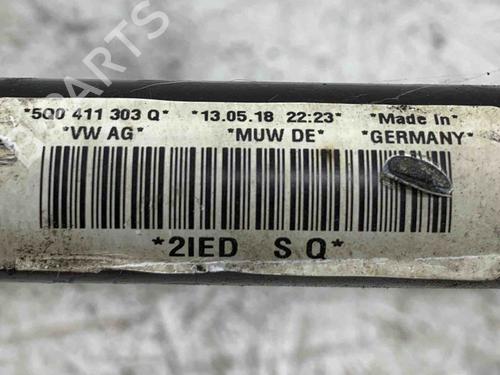 *5Q0 411 303 Q* *13.05.18 22:23* *Made In*
*VW AG* *MUW DE* *GERMANY*
*2IED S Q*